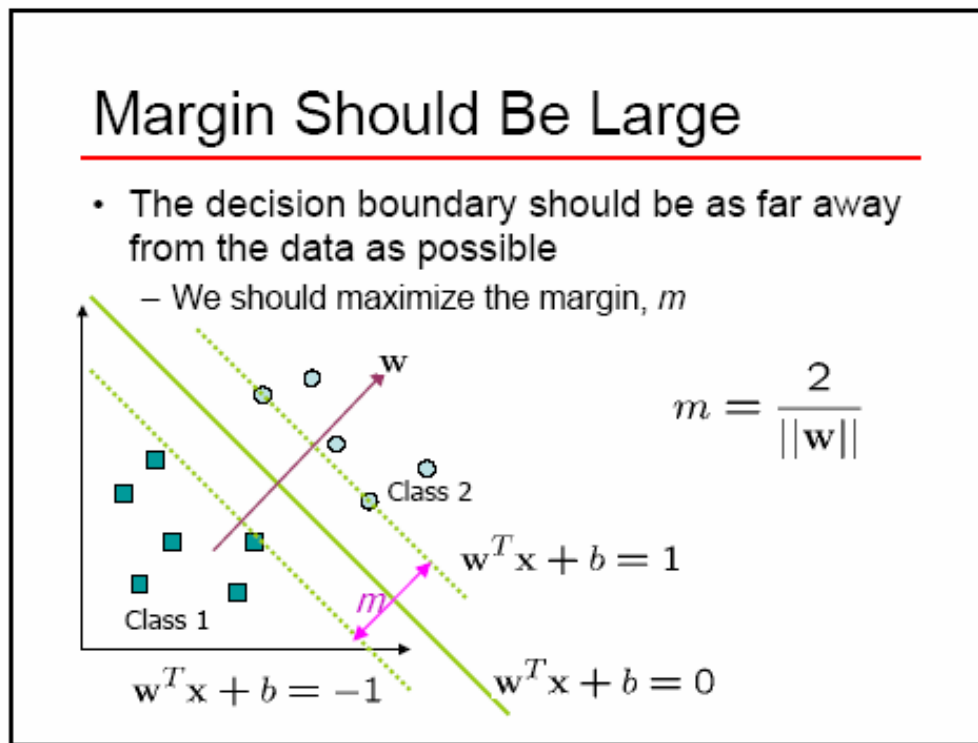 Margin Should Be Large
• The decision boundary should be as far away
from the data as possible
– We should maximize the margin, m
w
m = 2 / ||w||
Class 2
w^T x + b = 1
m
Class 1
w^T x + b = −1
w^T x + b = 0